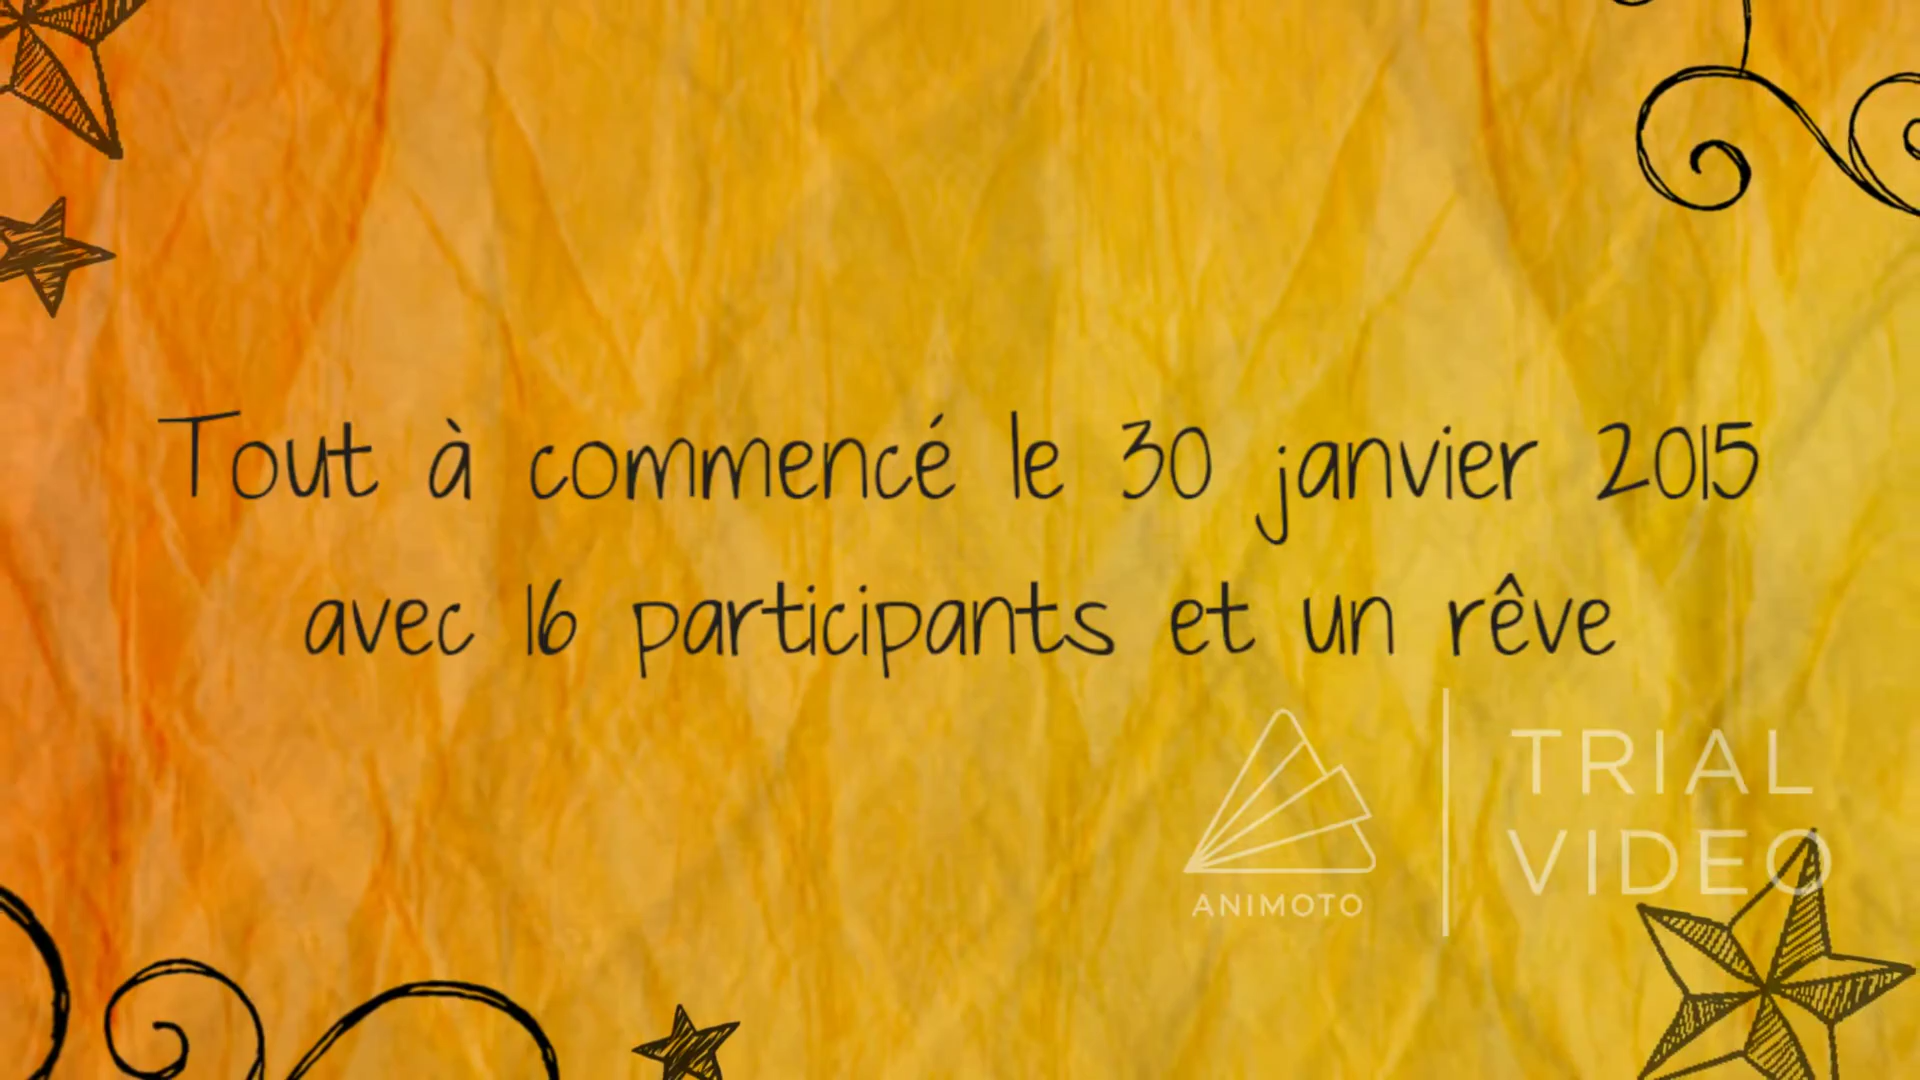 Tout à commencé le 30 janvier 2015
avec 16 participants et un rêve
TRIAL
VIDEO
ANIMOTO